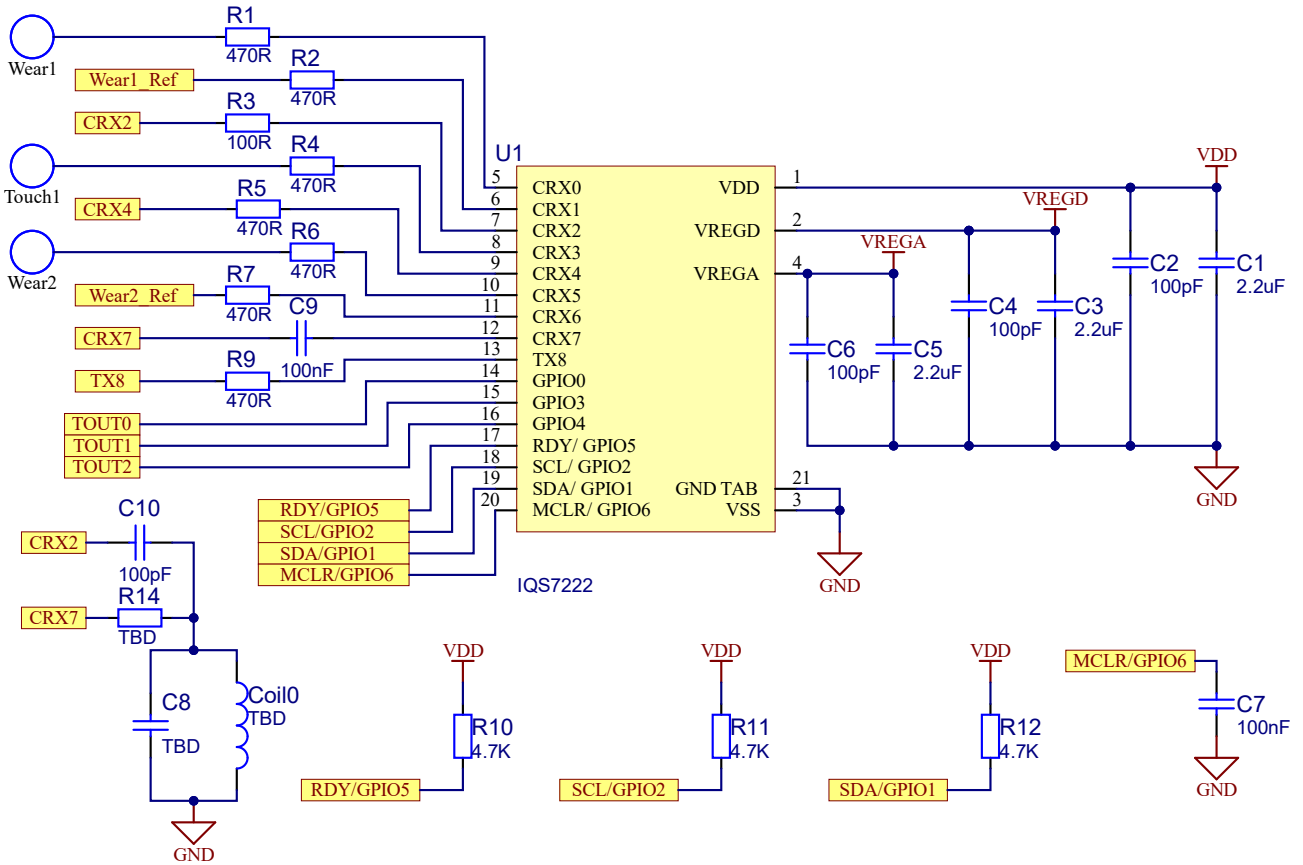 R1
470R
Wear1
R2
Wear1_Ref
470R
R3
CRX2
100R
R4
470R
Touch1
R5
CRX4
470R
R6
470R
Wear2
R7
Wear2_Ref
470R
C9
CRX7
100nF
R9
TX8
470R
TOUT0
TOUT1
TOUT2
RDY/GPIO5
SCL/GPIO2
SDA/GPIO1
MCLR/GPIO6
U1
5 CRX0
6 CRX1
7 CRX2
8 CRX3
9 CRX4
10 CRX5
11 CRX6
12 CRX7
13 TX8
14 GPIO0
15 GPIO3
16 GPIO4
17 RDY/ GPIO5
18 SCL/ GPIO2
19 SDA/ GPIO1
20 MCLR/ GPIO6
VDD 1
VREGD 2
VREGA 4
GND TAB 21
VSS 3
IQS7222
GND
VREGA
VREGD
VDD
C6
100pF
C5
2.2uF
C4
100pF
C3
2.2uF
C2
100pF
C1
2.2uF
GND
C10
CRX2
100pF
R14
CRX7
TBD
C8
TBD
Coil0
TBD
GND
VDD
R10
4.7K
RDY/GPIO5
VDD
R11
4.7K
SCL/GPIO2
VDD
R12
4.7K
SDA/GPIO1
MCLR/GPIO6
C7
100nF
GND